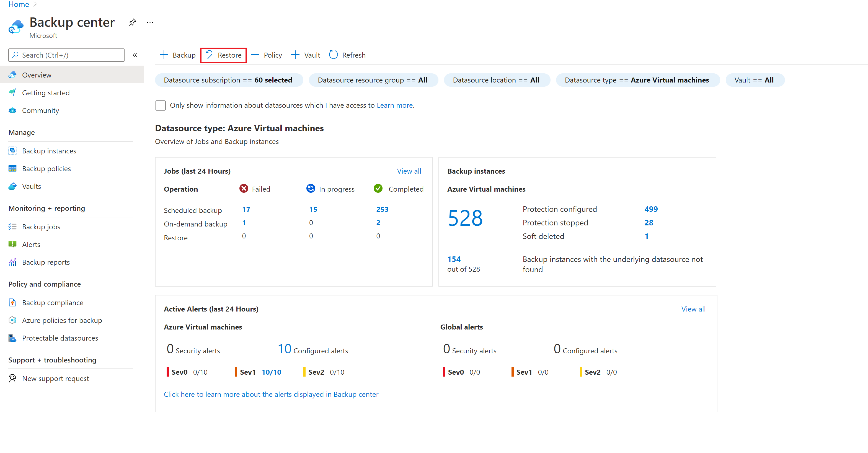 Home >
Backup center
Microsoft
Search (Ctrl+/)
Overview
Getting started
Community
Manage
Backup instances
Backup policies
Vaults
Monitoring + reporting
Backup jobs
Alerts
Backup reports
Policy and compliance
Backup compliance
Azure policies for backup
Protectable datasources
Support + troubleshooting
New support request
Backup Restore Policy Vault Refresh
Datasource subscription == 60 selected Datasource resource group == All Datasource location == All Datasource type == Azure Virtual machines Vault == All
Only show information about datasources which I have access to Learn more.
Datasource type: Azure Virtual machines
Overview of Jobs and Backup instances
Jobs (last 24 Hours) View all
Operation Failed In progress Completed
Scheduled backup 17 15 253
On-demand backup 1 0 2
Restore 0 0 0
Backup instances
Azure Virtual machines
528
Protection configured 499
Protection stopped 28
Soft deleted 1
154
out of 528
Backup instances with the underlying datasource not
found
Active Alerts (last 24 Hours) View all
Azure Virtual machines
0 Security alerts 10 Configured alerts
Sev0 0/10 Sev1 10/10 Sev2 0/10
Global alerts
0 Security alerts 0 Configured alerts
Sev0 0/0 Sev1 0/0 Sev2 0/0
Click here to learn more about the alerts displayed in Backup center